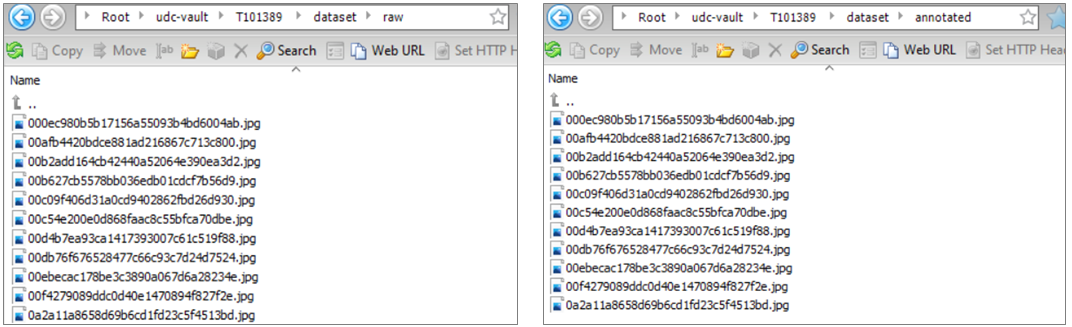 Root udc-vault T101389 dataset raw
Copy Move ab Search Web URL Set HTTP H
Name
..
000ec980b5b17156a55093b4bd6004ab.jpg
00afb4420bdce881ad216867c713c800.jpg
00b2add164cb42440a52064e390ea3d2.jpg
00b627cb5578bb036edb01cdcf7b56d9.jpg
00c09f406d31a0cd9402862fbd26d930.jpg
00c54e200e0d868faac8c55bfca70dbe.jpg
00d4b7ea93ca1417393007c61c519f88.jpg
00db76f676528477c66c93c7d24d7524.jpg
00ebecac178be3c3890a067d6a28234e.jpg
00f4279089ddc0d40e1470894f827f2e.jpg
0a2a11a8658d69b6cd1fd23c5f4513bd.jpg
Root udc-vault T101389 dataset annotated
Copy Move ab Search Web URL Set HTTP Hea
Name
..
000ec980b5b17156a55093b4bd6004ab.jpg
00afb4420bdce881ad216867c713c800.jpg
00b2add164cb42440a52064e390ea3d2.jpg
00b627cb5578bb036edb01cdcf7b56d9.jpg
00c09f406d31a0cd9402862fbd26d930.jpg
00c54e200e0d868faac8c55bfca70dbe.jpg
00d4b7ea93ca1417393007c61c519f88.jpg
00db76f676528477c66c93c7d24d7524.jpg
00ebecac178be3c3890a067d6a28234e.jpg
00f4279089ddc0d40e1470894f827f2e.jpg
0a2a11a8658d69b6cd1fd23c5f4513bd.jpg